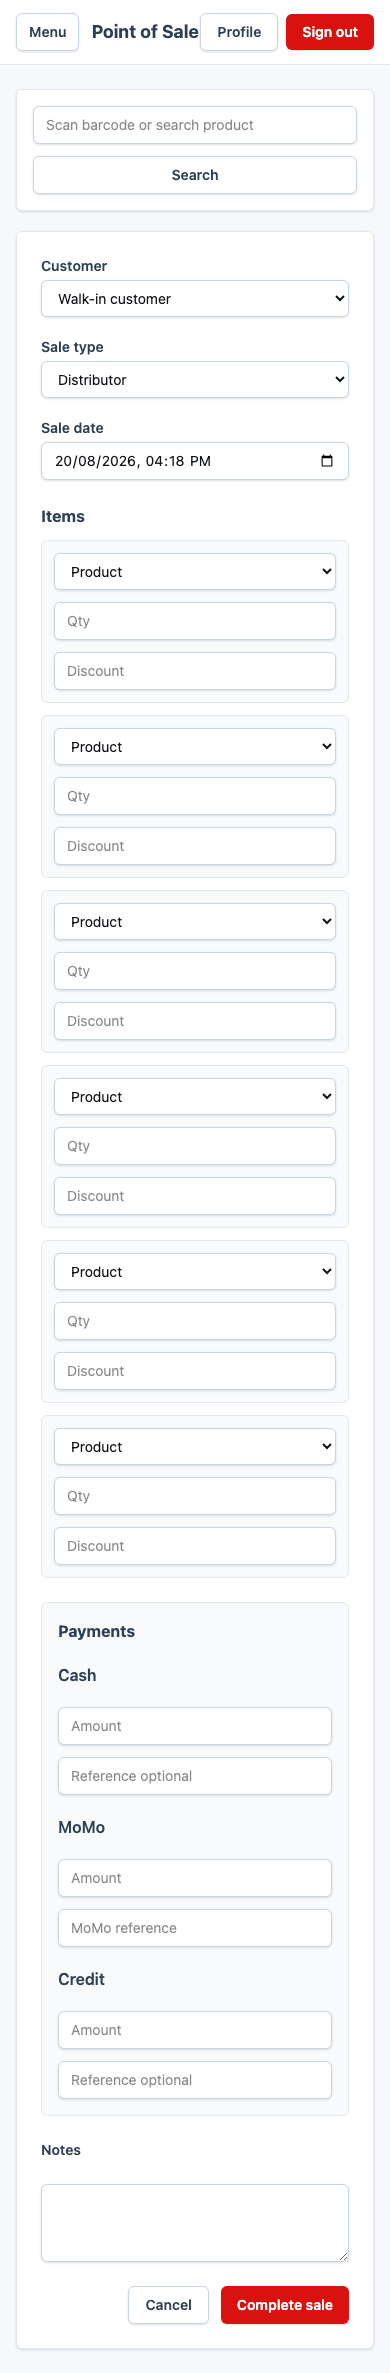 Menu Point of Sale Profile Sign out
Scan barcode or search product
Search
Customer
Walk-in customer
Sale type
Distributor
Sale date
20/08/2026, 04:18 PM
Items
Product
Qty
Discount
Product
Qty
Discount
Product
Qty
Discount
Product
Qty
Discount
Product
Qty
Discount
Product
Qty
Discount
Payments
Cash
Amount
Reference optional
MoMo
Amount
MoMo reference
Credit
Amount
Reference optional
Notes
Cancel Complete sale